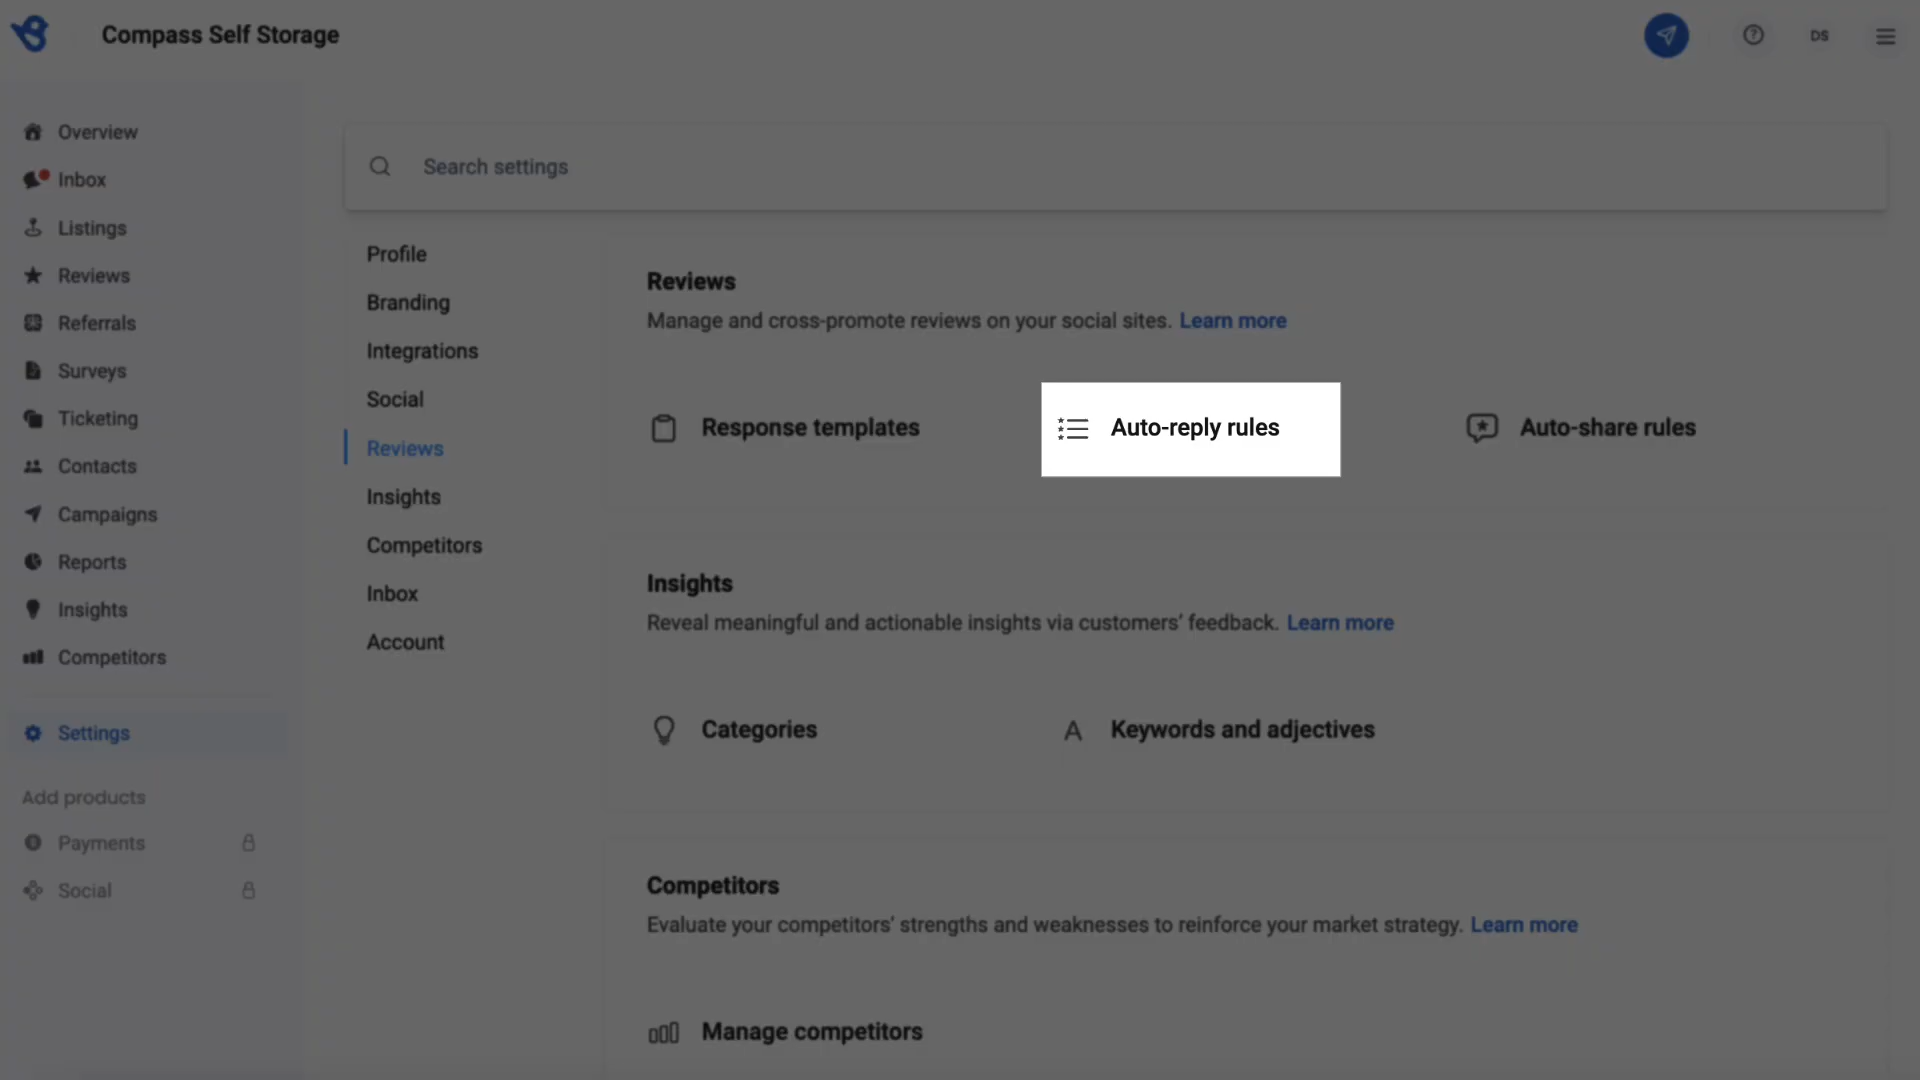 Compass Self Storage
DS
Overview
Inbox
Listings
Reviews
Referrals
Surveys
Ticketing
Contacts
Campaigns
Reports
Insights
Competitors
Settings
Add products
Payments
Social
Search settings
Profile
Branding
Integrations
Social
Reviews
Insights
Competitors
Inbox
Account
Reviews
Manage and cross-promote reviews on your social sites. Learn more
Response templates
Auto-reply rules
Auto-share rules
Insights
Reveal meaningful and actionable insights via customers’ feedback. Learn more
Categories
Keywords and adjectives
Competitors
Evaluate your competitors’ strengths and weaknesses to reinforce your market strategy. Learn more
Manage competitors